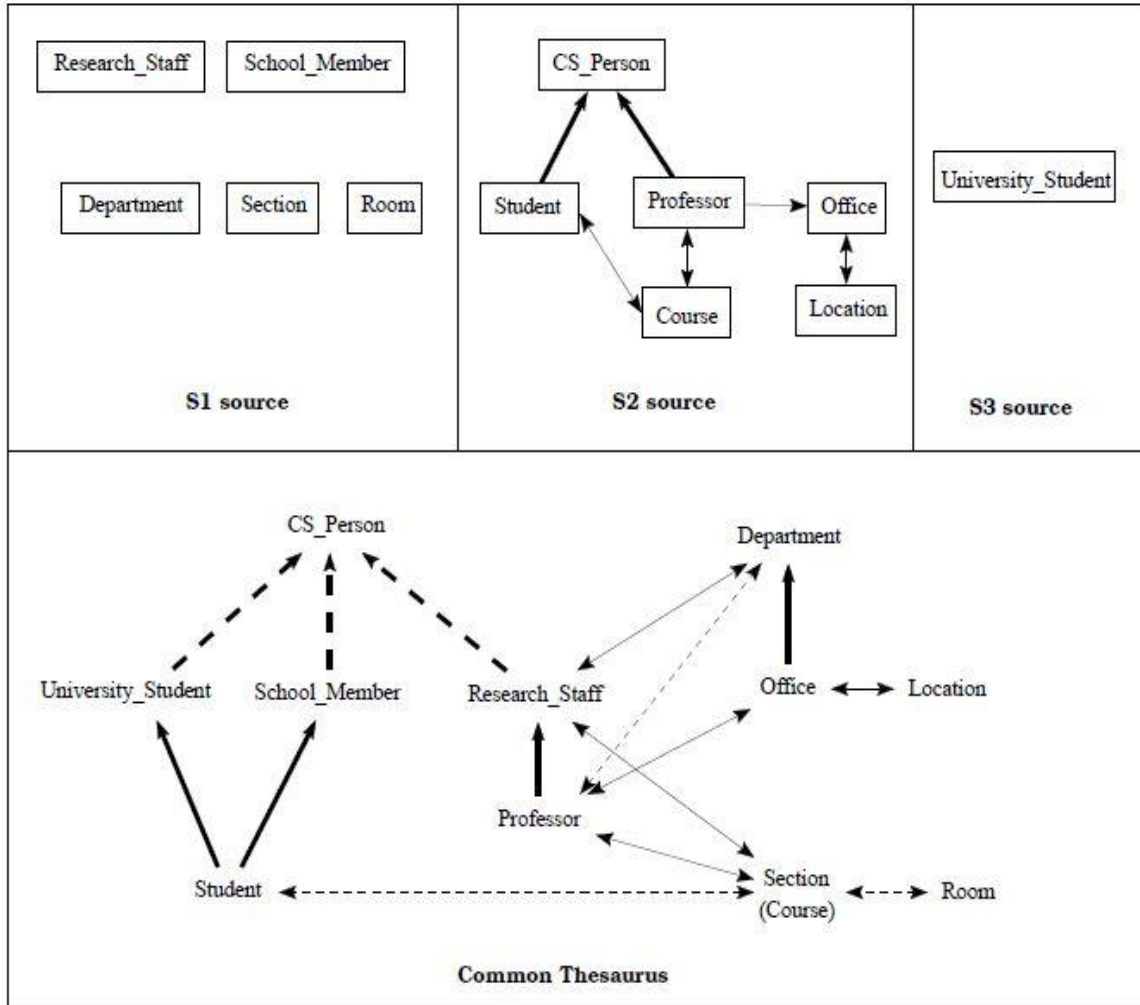 Research_Staff
School_Member
Department
Section
Room
S1 source
CS_Person
Student
Professor
Office
Course
Location
S2 source
University_Student
S3 source
CS_Person
Department
University_Student
School_Member
Research_Staff
Office
Location
Professor
Student
Section
(Course)
Room
Common Thesaurus